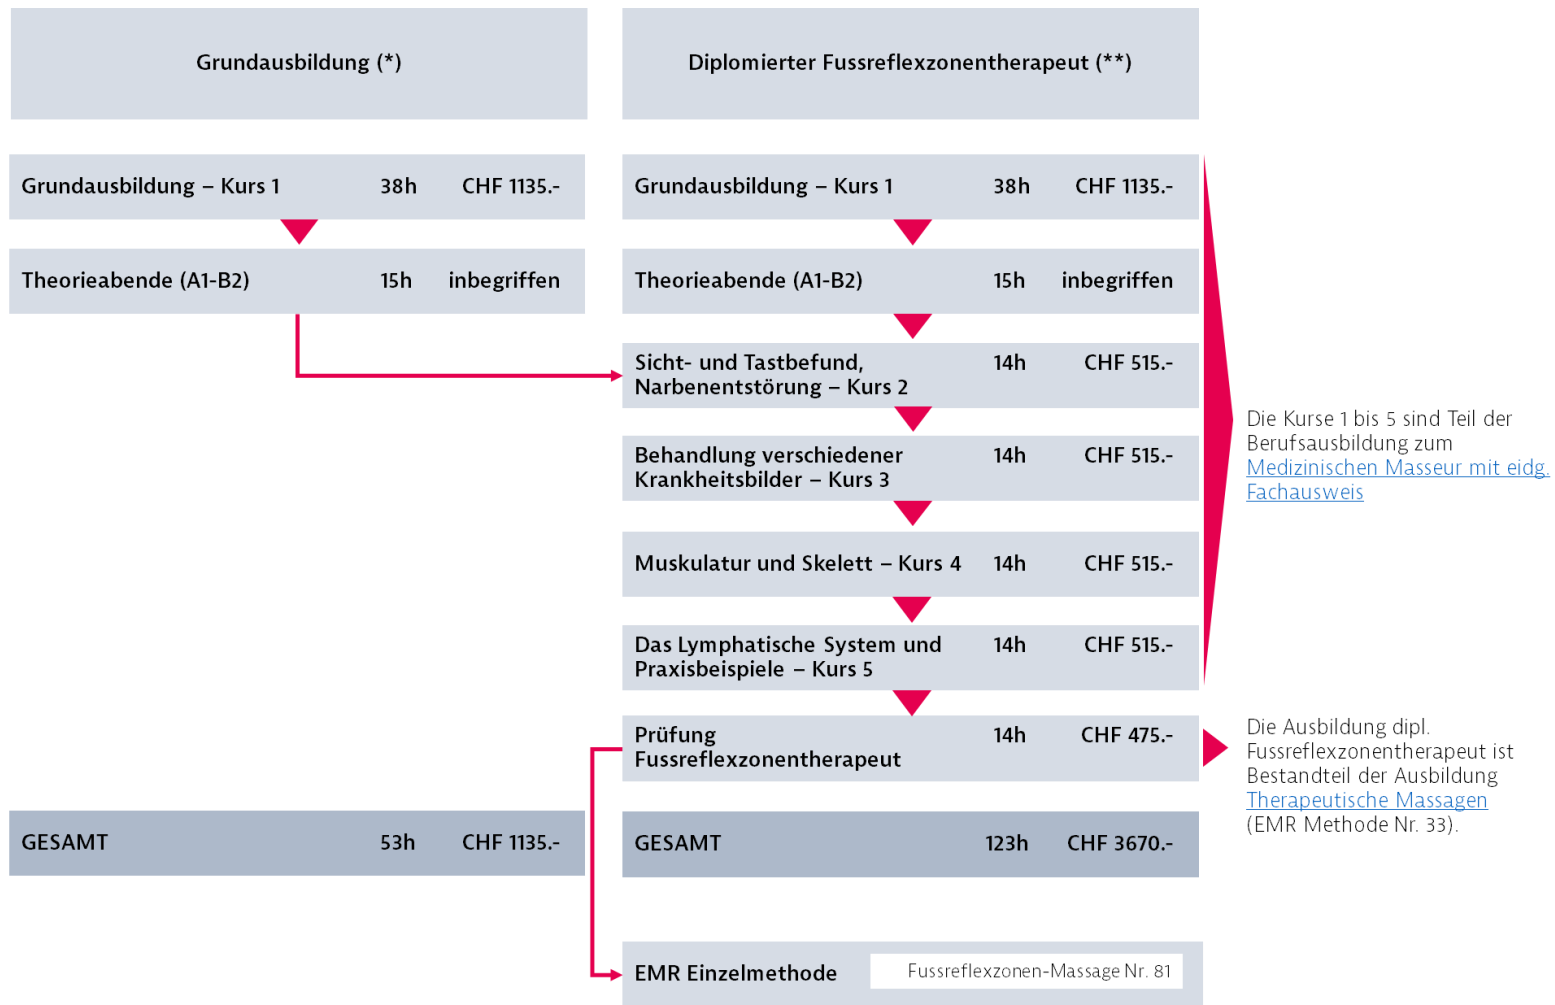 Grundausbildung (*)
Diplomierter Fussreflexzonentherapeut (**)
Grundausbildung – Kurs 1 38h CHF 1135.-
Theorieabende (A1-B2) 15h inbegriffen
GESAMT 53h CHF 1135.-
Grundausbildung – Kurs 1 38h CHF 1135.-
Theorieabende (A1-B2) 15h inbegriffen
Sicht- und Tastbefund, 14h CHF 515.-
Narbenentstörung – Kurs 2
Behandlung verschiedener 14h CHF 515.-
Krankheitsbilder – Kurs 3
Muskulatur und Skelett – Kurs 4 14h CHF 515.-
Das Lymphatische System und 14h CHF 515.-
Praxisbeispiele – Kurs 5
Prüfung 14h CHF 475.-
Fussreflexzonentherapeut
GESAMT 123h CHF 3670.-
EMR Einzelmethode Fussreflexzonen-Massage Nr. 81
Die Kurse 1 bis 5 sind Teil der
Berufsausbildung zum
Medizinischen Masseur mit eidg.
Fachausweis
Die Ausbildung dipl.
Fussreflexzonentherapeut ist
Bestandteil der Ausbildung
Therapeutische Massagen
(EMR Methode Nr. 33).